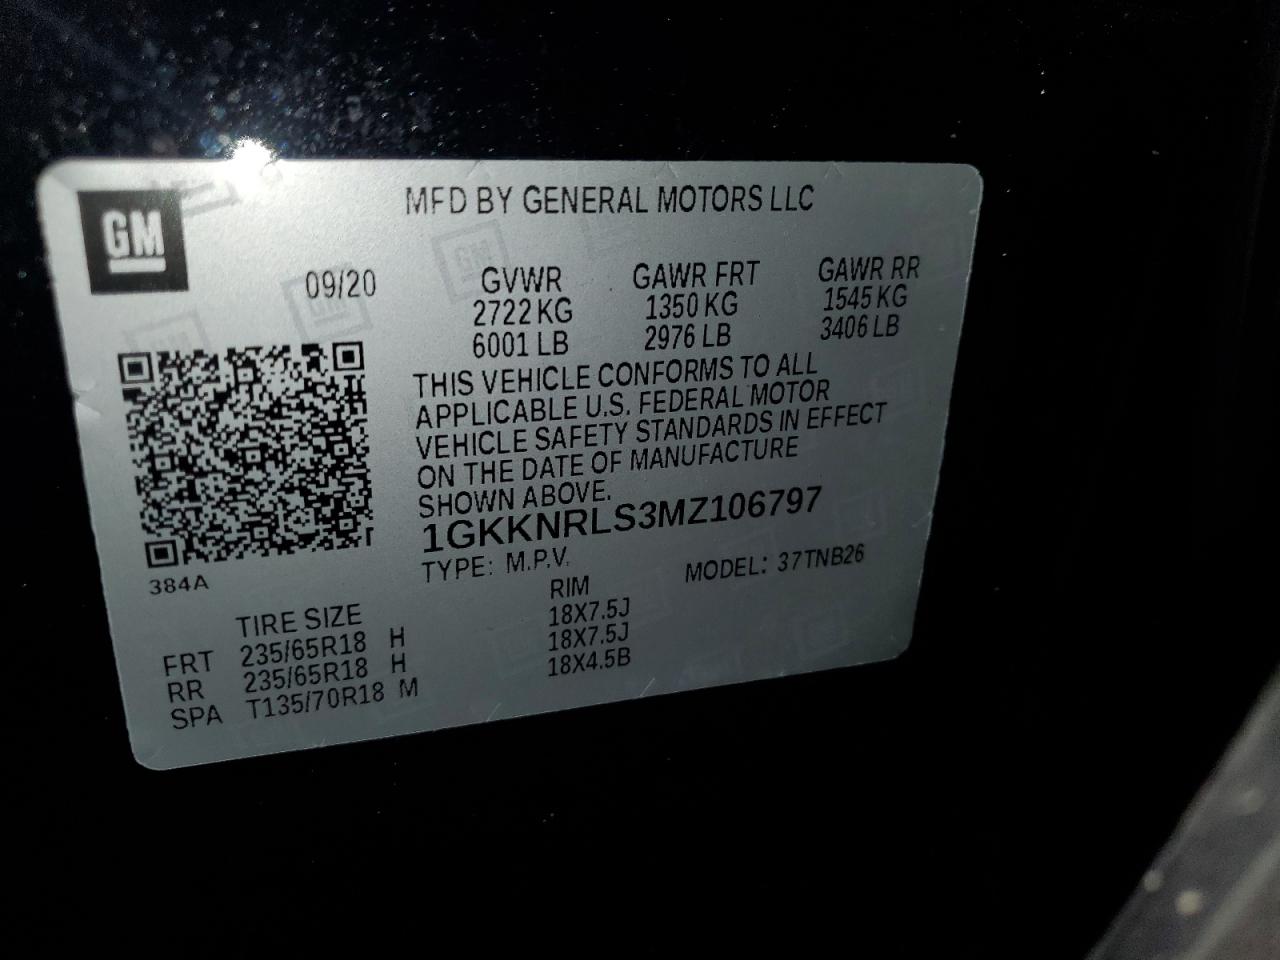 GM
MFD BY GENERAL MOTORS LLC
09/20
GVWR GAWR FRT GAWR RR
2722 KG 1350 KG 1545 KG
6001 LB 2976 LB 3406 LB
THIS VEHICLE CONFORMS TO ALL
APPLICABLE U.S. FEDERAL MOTOR
VEHICLE SAFETY STANDARDS IN EFFECT
ON THE DATE OF MANUFACTURE
SHOWN ABOVE.
1GKKNRLS3MZ106797
TYPE: M.P.V. MODEL: 37TNB26
384A
TIRE SIZE RIM
FRT 235/65R18 H 18X7.5J
RR 235/65R18 H 18X7.5J
SPA T135/70R18 M 18X4.5B